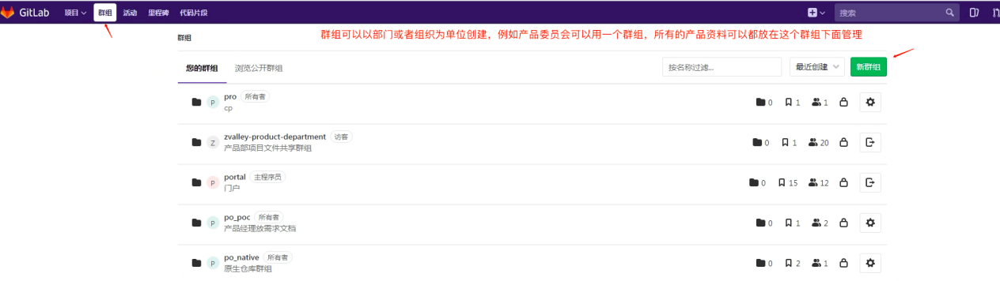 GitLab 项目 群组 活动 里程碑 代码片段 搜索
群组
群组可以以部门或者组织为单位创建，例如产品委员会可以用一个群组，所有的产品资料可以都放在这个群组下面管理
您的群组 浏览公开群组 按名称过滤... 最近创建 新群组
P pro 所有者 0 1 1
cp
Z zvalley-product-department 访客 0 1 20
产品部项目文件共享群组
P portal 主程序员 0 15 12
门户
P po_poc 所有者 0 1 2
产品经理放需求文档
P po_native 所有者 0 2 1
原生仓库群组